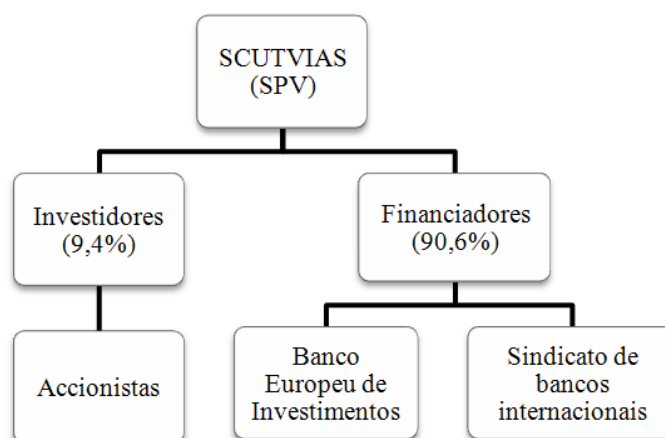 SCUTVIAS
(SPV)
Investidores
(9,4%)
Financiadores
(90,6%)
Accionistas
Banco
Europeu de
Investimentos
Sindicato de
bancos
internacionais